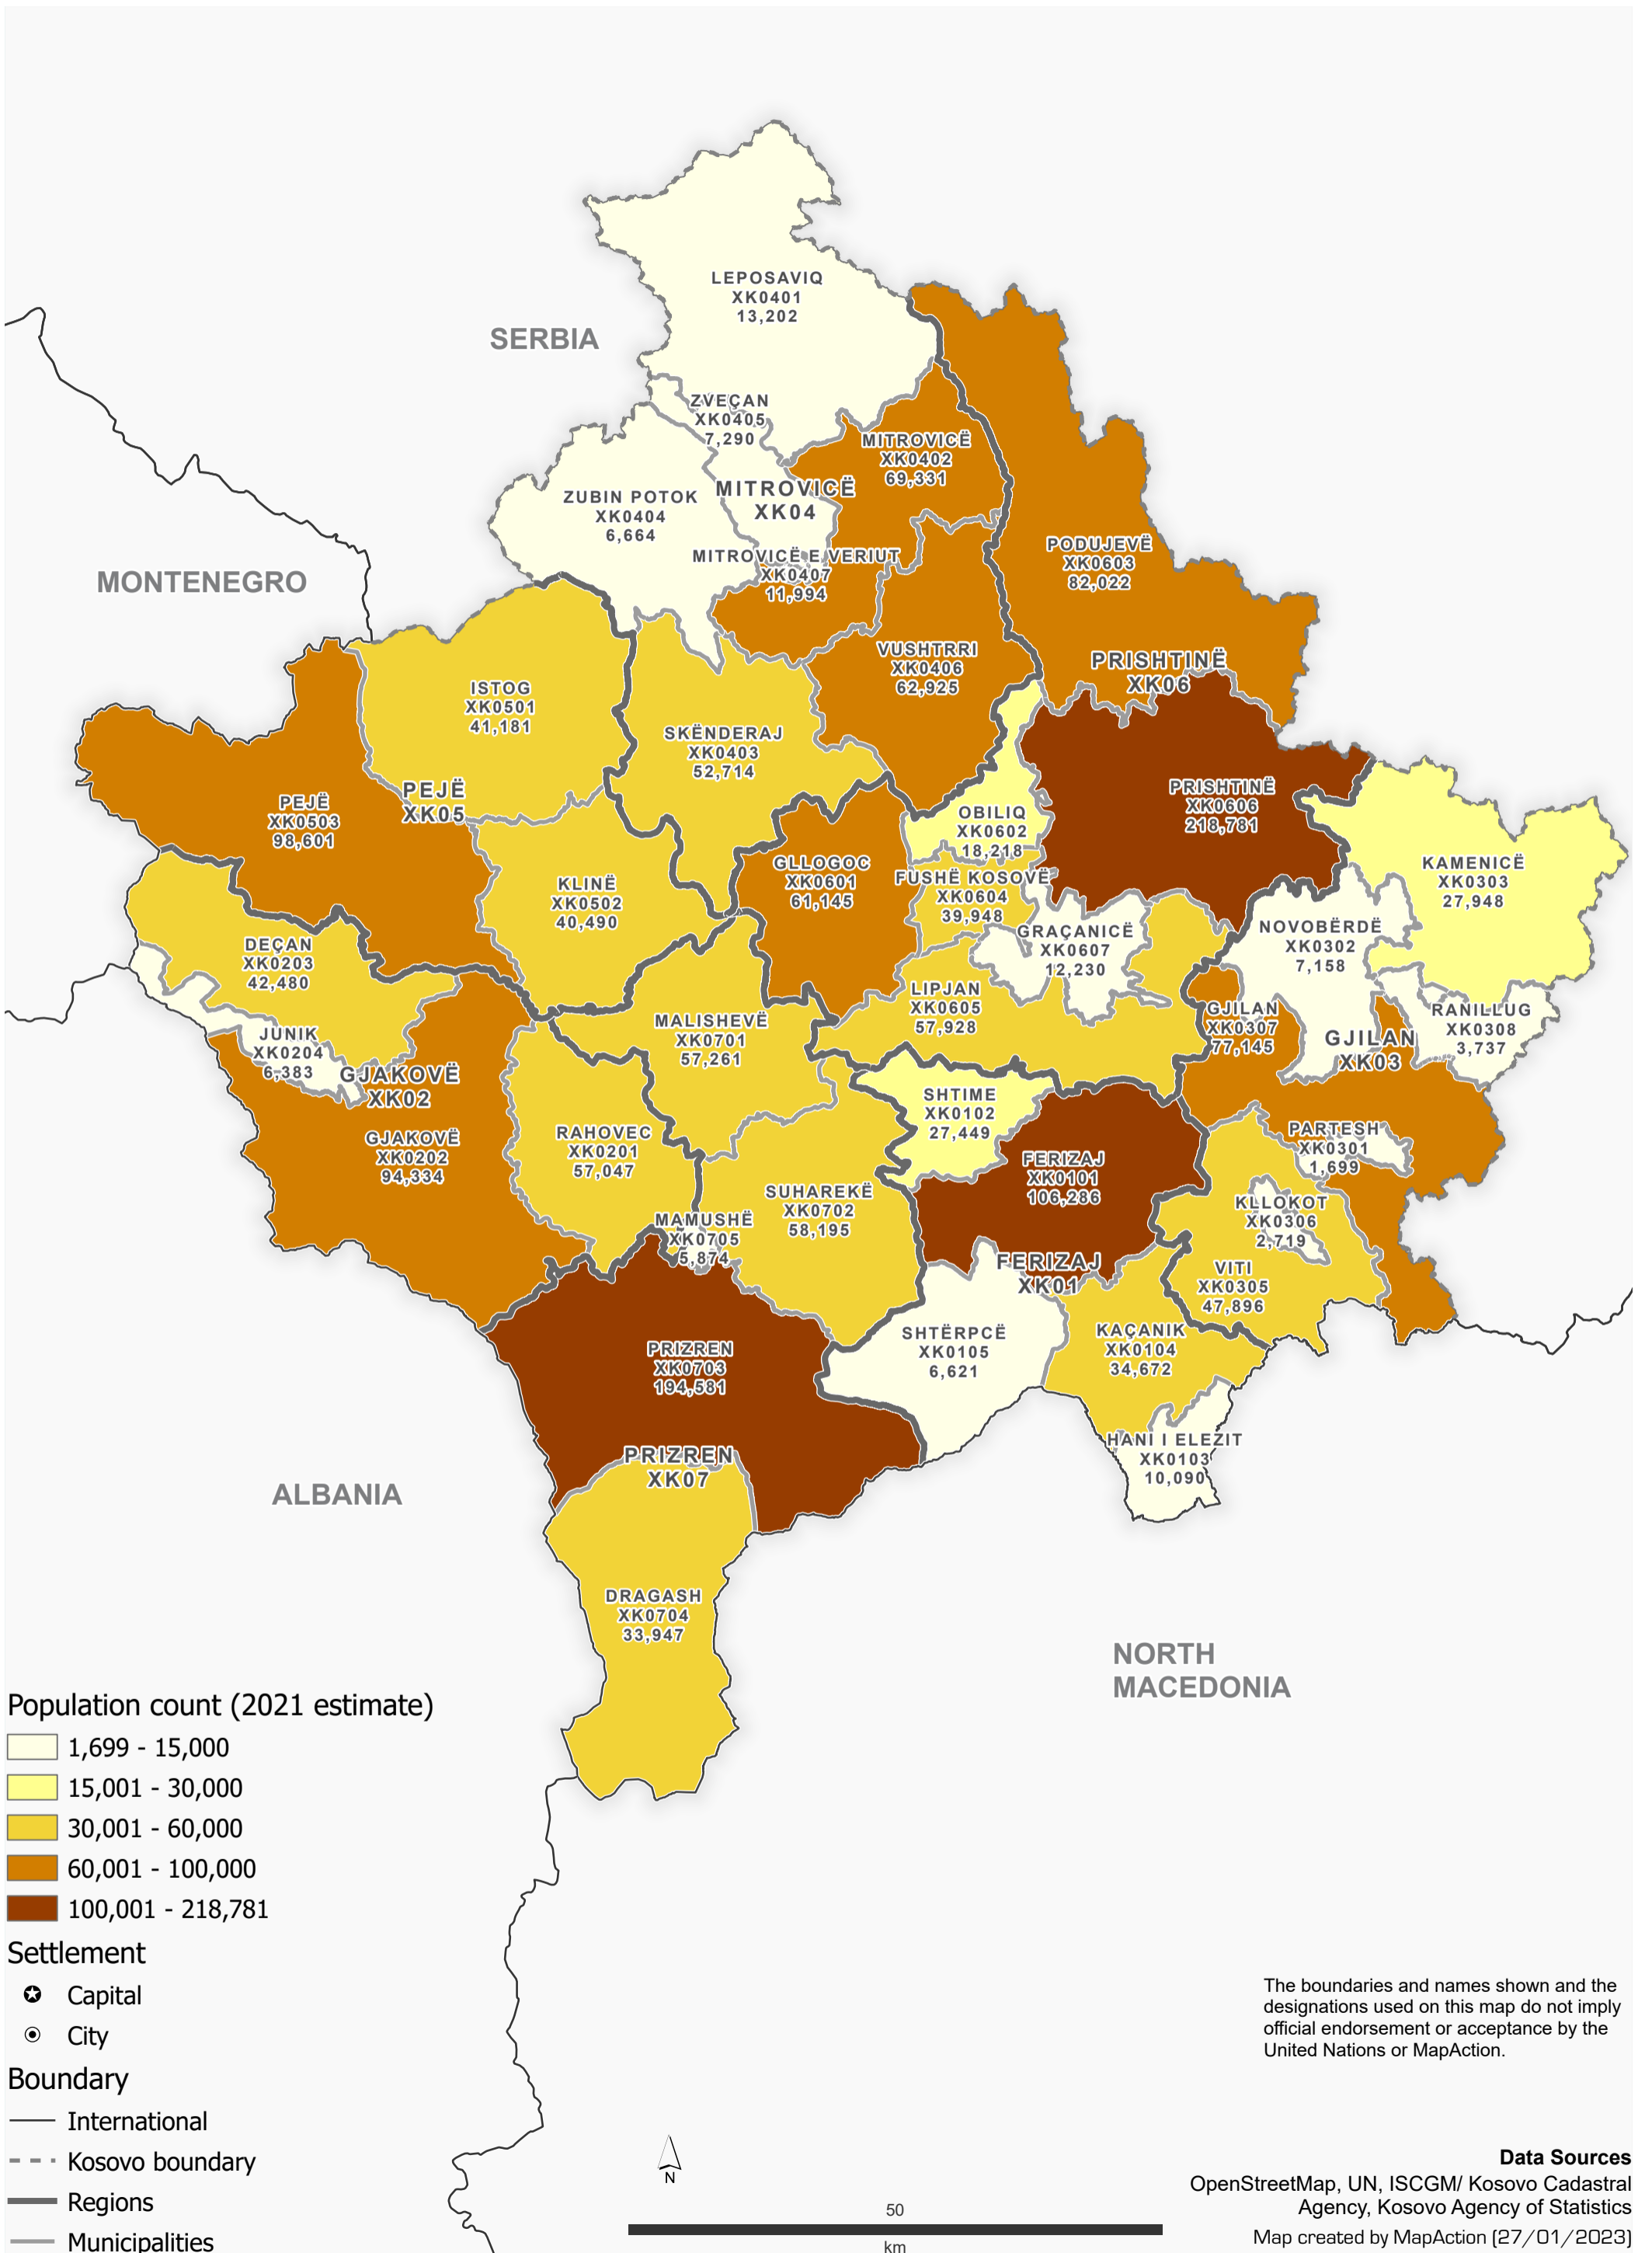 LEPOSAVIQ
XK0401
13,202
SERBIA
ZVEÇAN
XK0405
7,290
MITROVICË
XK0402
69,331
MITROVICË
XK04
ZUBIN POTOK
XK0404
6,664
MITROVICË E VERIUT
XK0407
11,994
PODUJEVË
XK0603
82,022
MONTENEGRO
VUSHTRRI
XK0406
62,925
PRISHTINË
XK06
ISTOG
XK0501
41,181
SKËNDERAJ
XK0403
52,714
PEJË
XK05
PEJË
XK0503
98,601
PRISHTINË
XK0606
218,781
OBILIQ
XK0602
18,218
KAMENICË
XK0303
27,948
GLLOGOC
XK0601
61,145
FUSHË KOSOVË
XK0604
39,948
KLINË
XK0502
40,490
NOVOBËRDË
XK0302
7,158
GRAÇANICË
XK0607
12,230
DEÇAN
XK0203
42,480
LIPJAN
XK0605
57,928
GJILAN
XK0307
77,145
RANILLUG
XK0308
3,737
MALISHEVË
XK0701
57,261
GJILAN
XK03
JUNIK
XK0204
6,383
GJAKOVË
XK02
SHTIME
XK0102
27,449
PARTESH
XK0301
1,699
RAHOVEC
XK0201
57,047
GJAKOVË
XK0202
94,334
FERIZAJ
XK0101
106,286
SUHAREKË
XK0702
58,195
KLLOKOT
XK0306
2,719
MAMUSHË
XK0705
5,874
FERIZAJ
XK01
VITI
XK0305
47,896
SHTËRPCË
XK0105
6,621
KAÇANIK
XK0104
34,672
PRIZREN
XK0703
194,581
HANI I ELEZIT
XK0103
10,090
PRIZREN
XK07
ALBANIA
DRAGASH
XK0704
33,947
NORTH
MACEDONIA
Population count (2021 estimate)
1,699 - 15,000
15,001 - 30,000
30,001 - 60,000
60,001 - 100,000
100,001 - 218,781
Settlement
Capital
City
Boundary
International
Kosovo boundary
Regions
Municipalities
N
50
km
The boundaries and names shown and the
designations used on this map do not imply
official endorsement or acceptance by the
United Nations or MapAction.
Data Sources
OpenStreetMap, UN, ISCGM/ Kosovo Cadastral
Agency, Kosovo Agency of Statistics
Map created by MapAction (27/01/2023)